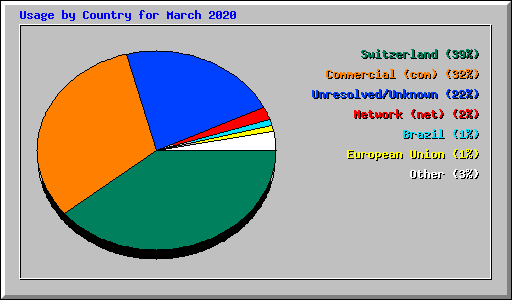 Usage by Country for March 2020
Switzerland (39%)
Commercial (com) (32%)
Unresolved/Unknown (22%)
Network (net) (2%)
Brazil (1%)
European Union (1%)
Other (3%)